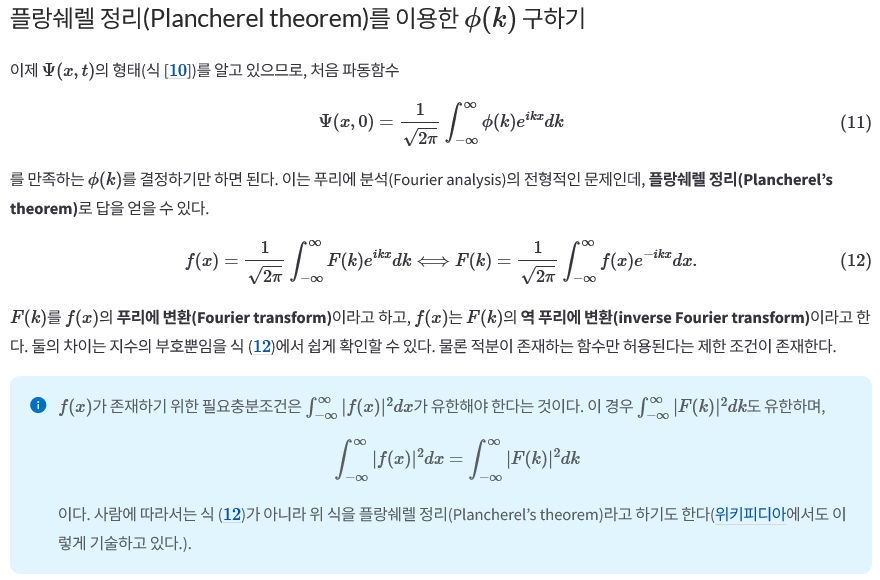 플랑쉐렐 정리(Plancherel theorem)를 이용한 $\phi(k)$ 구하기
이제 $\Psi(x,t)$의 형태(식 [10])를 알고 있으므로, 처음 파동함수
$$\Psi(x,0) = \frac{1}{\sqrt{2\pi}} \int_{-\infty}^{\infty} \phi(k)e^{ikx}dk \tag{11}$$
를 만족하는 $\phi(k)$를 결정하기만 하면 된다. 이는 푸리에 분석(Fourier analysis)의 전형적인 문제인데, 플랑쉐렐 정리(Plancherel’s
theorem)로 답을 얻을 수 있다.
$$f(x) = \frac{1}{\sqrt{2\pi}} \int_{-\infty}^{\infty} F(k)e^{ikx}dk \Longleftrightarrow F(k) = \frac{1}{\sqrt{2\pi}} \int_{-\infty}^{\infty} f(x)e^{-ikx}dx. \tag{12}$$
$F(k)$를 $f(x)$의 푸리에 변환(Fourier transform)이라고 하고, $f(x)$는 $F(k)$의 역 푸리에 변환(inverse Fourier transform)이라고 한
다. 둘의 차이는 지수의 부호뿐임을 식 (12)에서 쉽게 확인할 수 있다. 물론 적분이 존재하는 함수만 허용된다는 제한 조건이 존재한다.
$f(x)$가 존재하기 위한 필요충분조건은 $\int_{-\infty}^{\infty} |f(x)|^2dx$가 유한해야 한다는 것이다. 이 경우 $\int_{-\infty}^{\infty} |F(k)|^2dk$도 유한하며,
$$\int_{-\infty}^{\infty} |f(x)|^2dx = \int_{-\infty}^{\infty} |F(k)|^2dk$$
이다. 사람에 따라서는 식 (12)가 아니라 위 식을 플랑쉐렐 정리(Plancherel’s theorem)라고 하기도 한다(위키피디아에서도 이
렇게 기술하고 있다.).